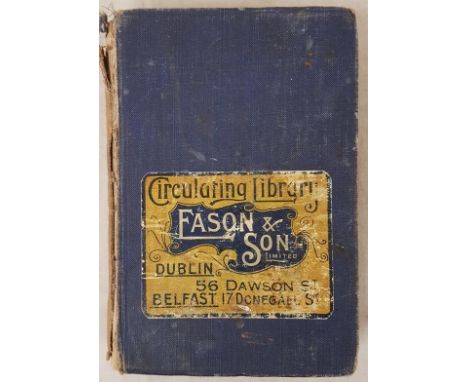 Circulating Library
EASON & SON
LIMITED
DUBLIN
56 DAWSON ST
BELFAST 17 DONEGALL ST